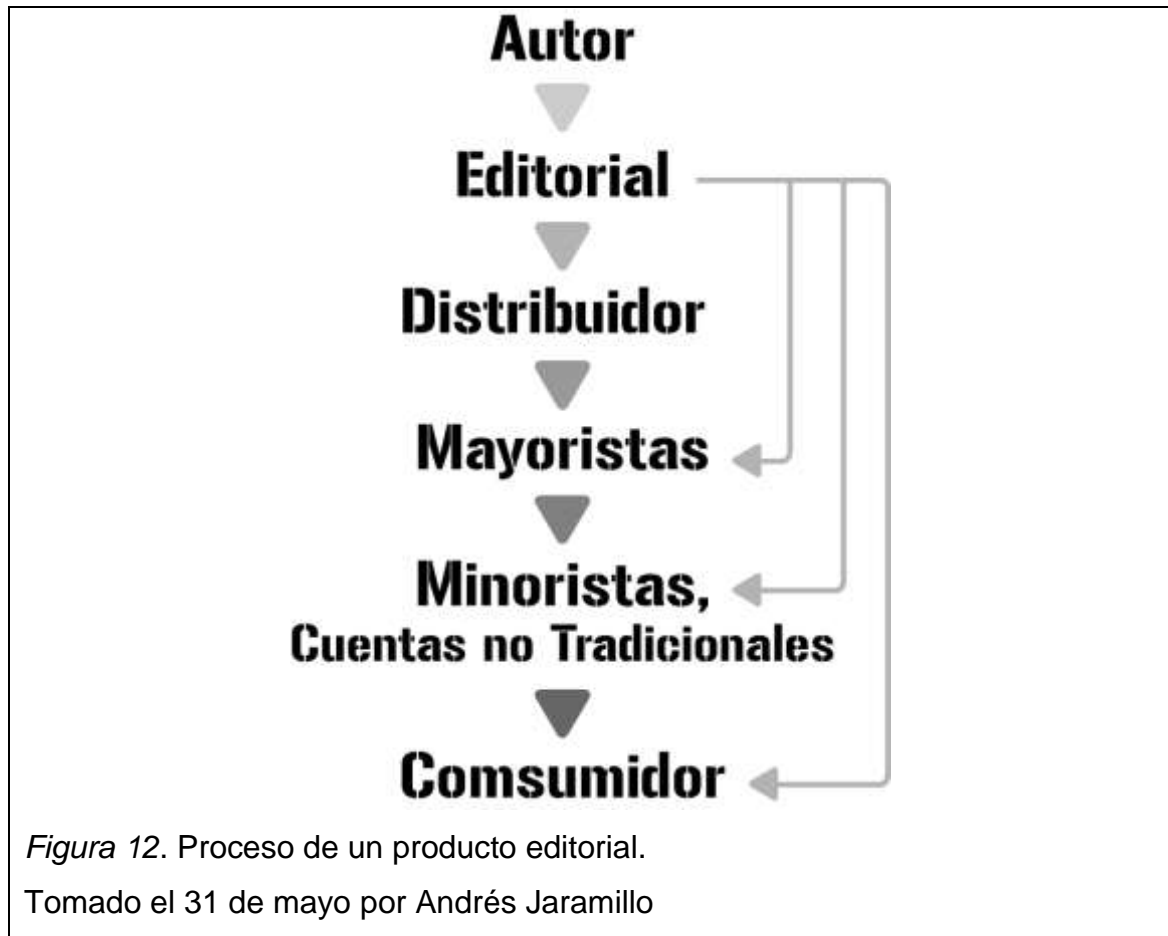 Autor
Editorial
Distribuidor
Mayoristas
Minoristas,
Cuentas no Tradicionales
Comsumidor
Figura 12. Proceso de un producto editorial.
Tomado el 31 de mayo por Andrés Jaramillo